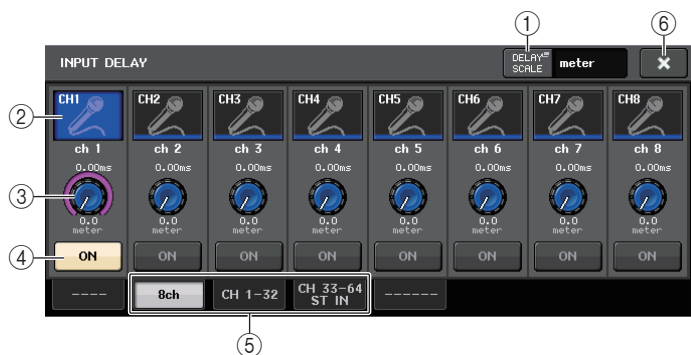 ① ⑥
INPUT DELAY DELAY SCALE meter ×
② CH1 CH2 CH3 CH4 CH5 CH6 CH7 CH8
ch 1 ch 2 ch 3 ch 4 ch 5 ch 6 ch 7 ch 8
0.00ms 0.00ms 0.00ms 0.00ms 0.00ms 0.00ms 0.00ms 0.00ms
③
0.0 0.0 0.0 0.0 0.0 0.0 0.0 0.0
meter meter meter meter meter meter meter meter
④ ON ON ON ON ON ON ON ON
---- 8ch CH 1-32 CH 33-64 ST IN ------
⑤